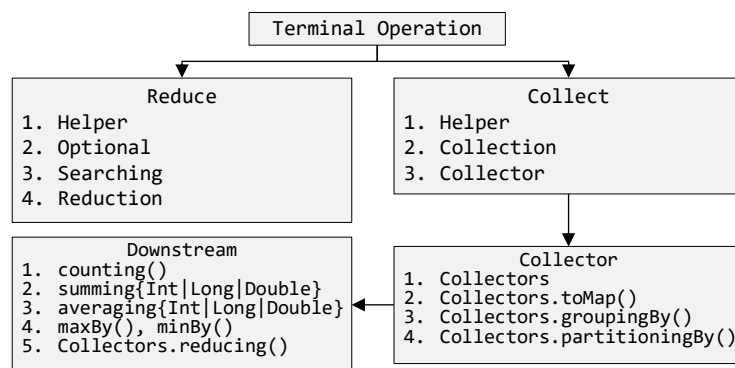 Terminal Operation
Reduce
1. Helper
2. Optional
3. Searching
4. Reduction
Collect
1. Helper
2. Collection
3. Collector
Downstream
1. counting()
2. summing{Int|Long|Double}
3. averaging{Int|Long|Double}
4. maxBy(), minBy()
5. Collectors.reducing()
Collector
1. Collectors
2. Collectors.toMap()
3. Collectors.groupingBy()
4. Collectors.partitioningBy()